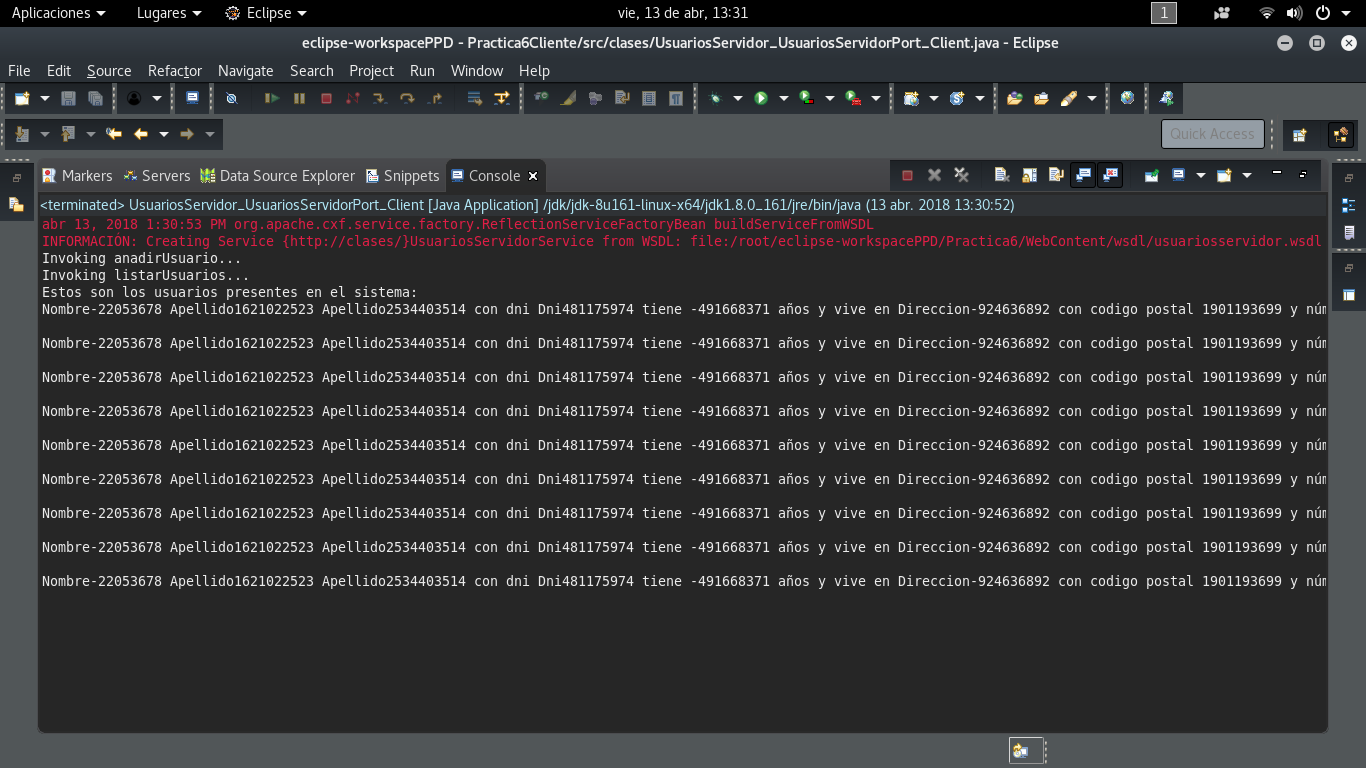 Aplicaciones Lugares Eclipse vie, 13 de abr, 13:31 1
eclipse-workspacePPD - Practica6Cliente/src/clases/UsuariosServidor_UsuariosServidorPort_Client.java - Eclipse
File Edit Source Refactor Navigate Search Project Run Window Help
Quick Access
Markers Servers Data Source Explorer Snippets Console
<terminated> UsuariosServidor_UsuariosServidorPort_Client [Java Application] /jdk/jdk-8u161-linux-x64/jdk1.8.0_161/jre/bin/java (13 abr. 2018 13:30:52)
abr 13, 2018 1:30:53 PM org.apache.cxf.service.factory.ReflectionServiceFactoryBean buildServiceFromWSDL
INFORMACIÓN: Creating Service {http://clases/}UsuariosServidorService from WSDL: file:/root/eclipse-workspacePPD/Practica6/WebContent/wsdl/usuariosservidor.wsdl
Invoking anadirUsuario...
Invoking listarUsuarios...
Estos son los usuarios presentes en el sistema:
Nombre-22053678 Apellido1621022523 Apellido2534403514 con dni Dni481175974 tiene -491668371 años y vive en Direccion-924636892 con codigo postal 1901193699 y núm
Nombre-22053678 Apellido1621022523 Apellido2534403514 con dni Dni481175974 tiene -491668371 años y vive en Direccion-924636892 con codigo postal 1901193699 y núm
Nombre-22053678 Apellido1621022523 Apellido2534403514 con dni Dni481175974 tiene -491668371 años y vive en Direccion-924636892 con codigo postal 1901193699 y núm
Nombre-22053678 Apellido1621022523 Apellido2534403514 con dni Dni481175974 tiene -491668371 años y vive en Direccion-924636892 con codigo postal 1901193699 y núm
Nombre-22053678 Apellido1621022523 Apellido2534403514 con dni Dni481175974 tiene -491668371 años y vive en Direccion-924636892 con codigo postal 1901193699 y núm
Nombre-22053678 Apellido1621022523 Apellido2534403514 con dni Dni481175974 tiene -491668371 años y vive en Direccion-924636892 con codigo postal 1901193699 y núm
Nombre-22053678 Apellido1621022523 Apellido2534403514 con dni Dni481175974 tiene -491668371 años y vive en Direccion-924636892 con codigo postal 1901193699 y núm
Nombre-22053678 Apellido1621022523 Apellido2534403514 con dni Dni481175974 tiene -491668371 años y vive en Direccion-924636892 con codigo postal 1901193699 y núm
Nombre-22053678 Apellido1621022523 Apellido2534403514 con dni Dni481175974 tiene -491668371 años y vive en Direccion-924636892 con codigo postal 1901193699 y núm